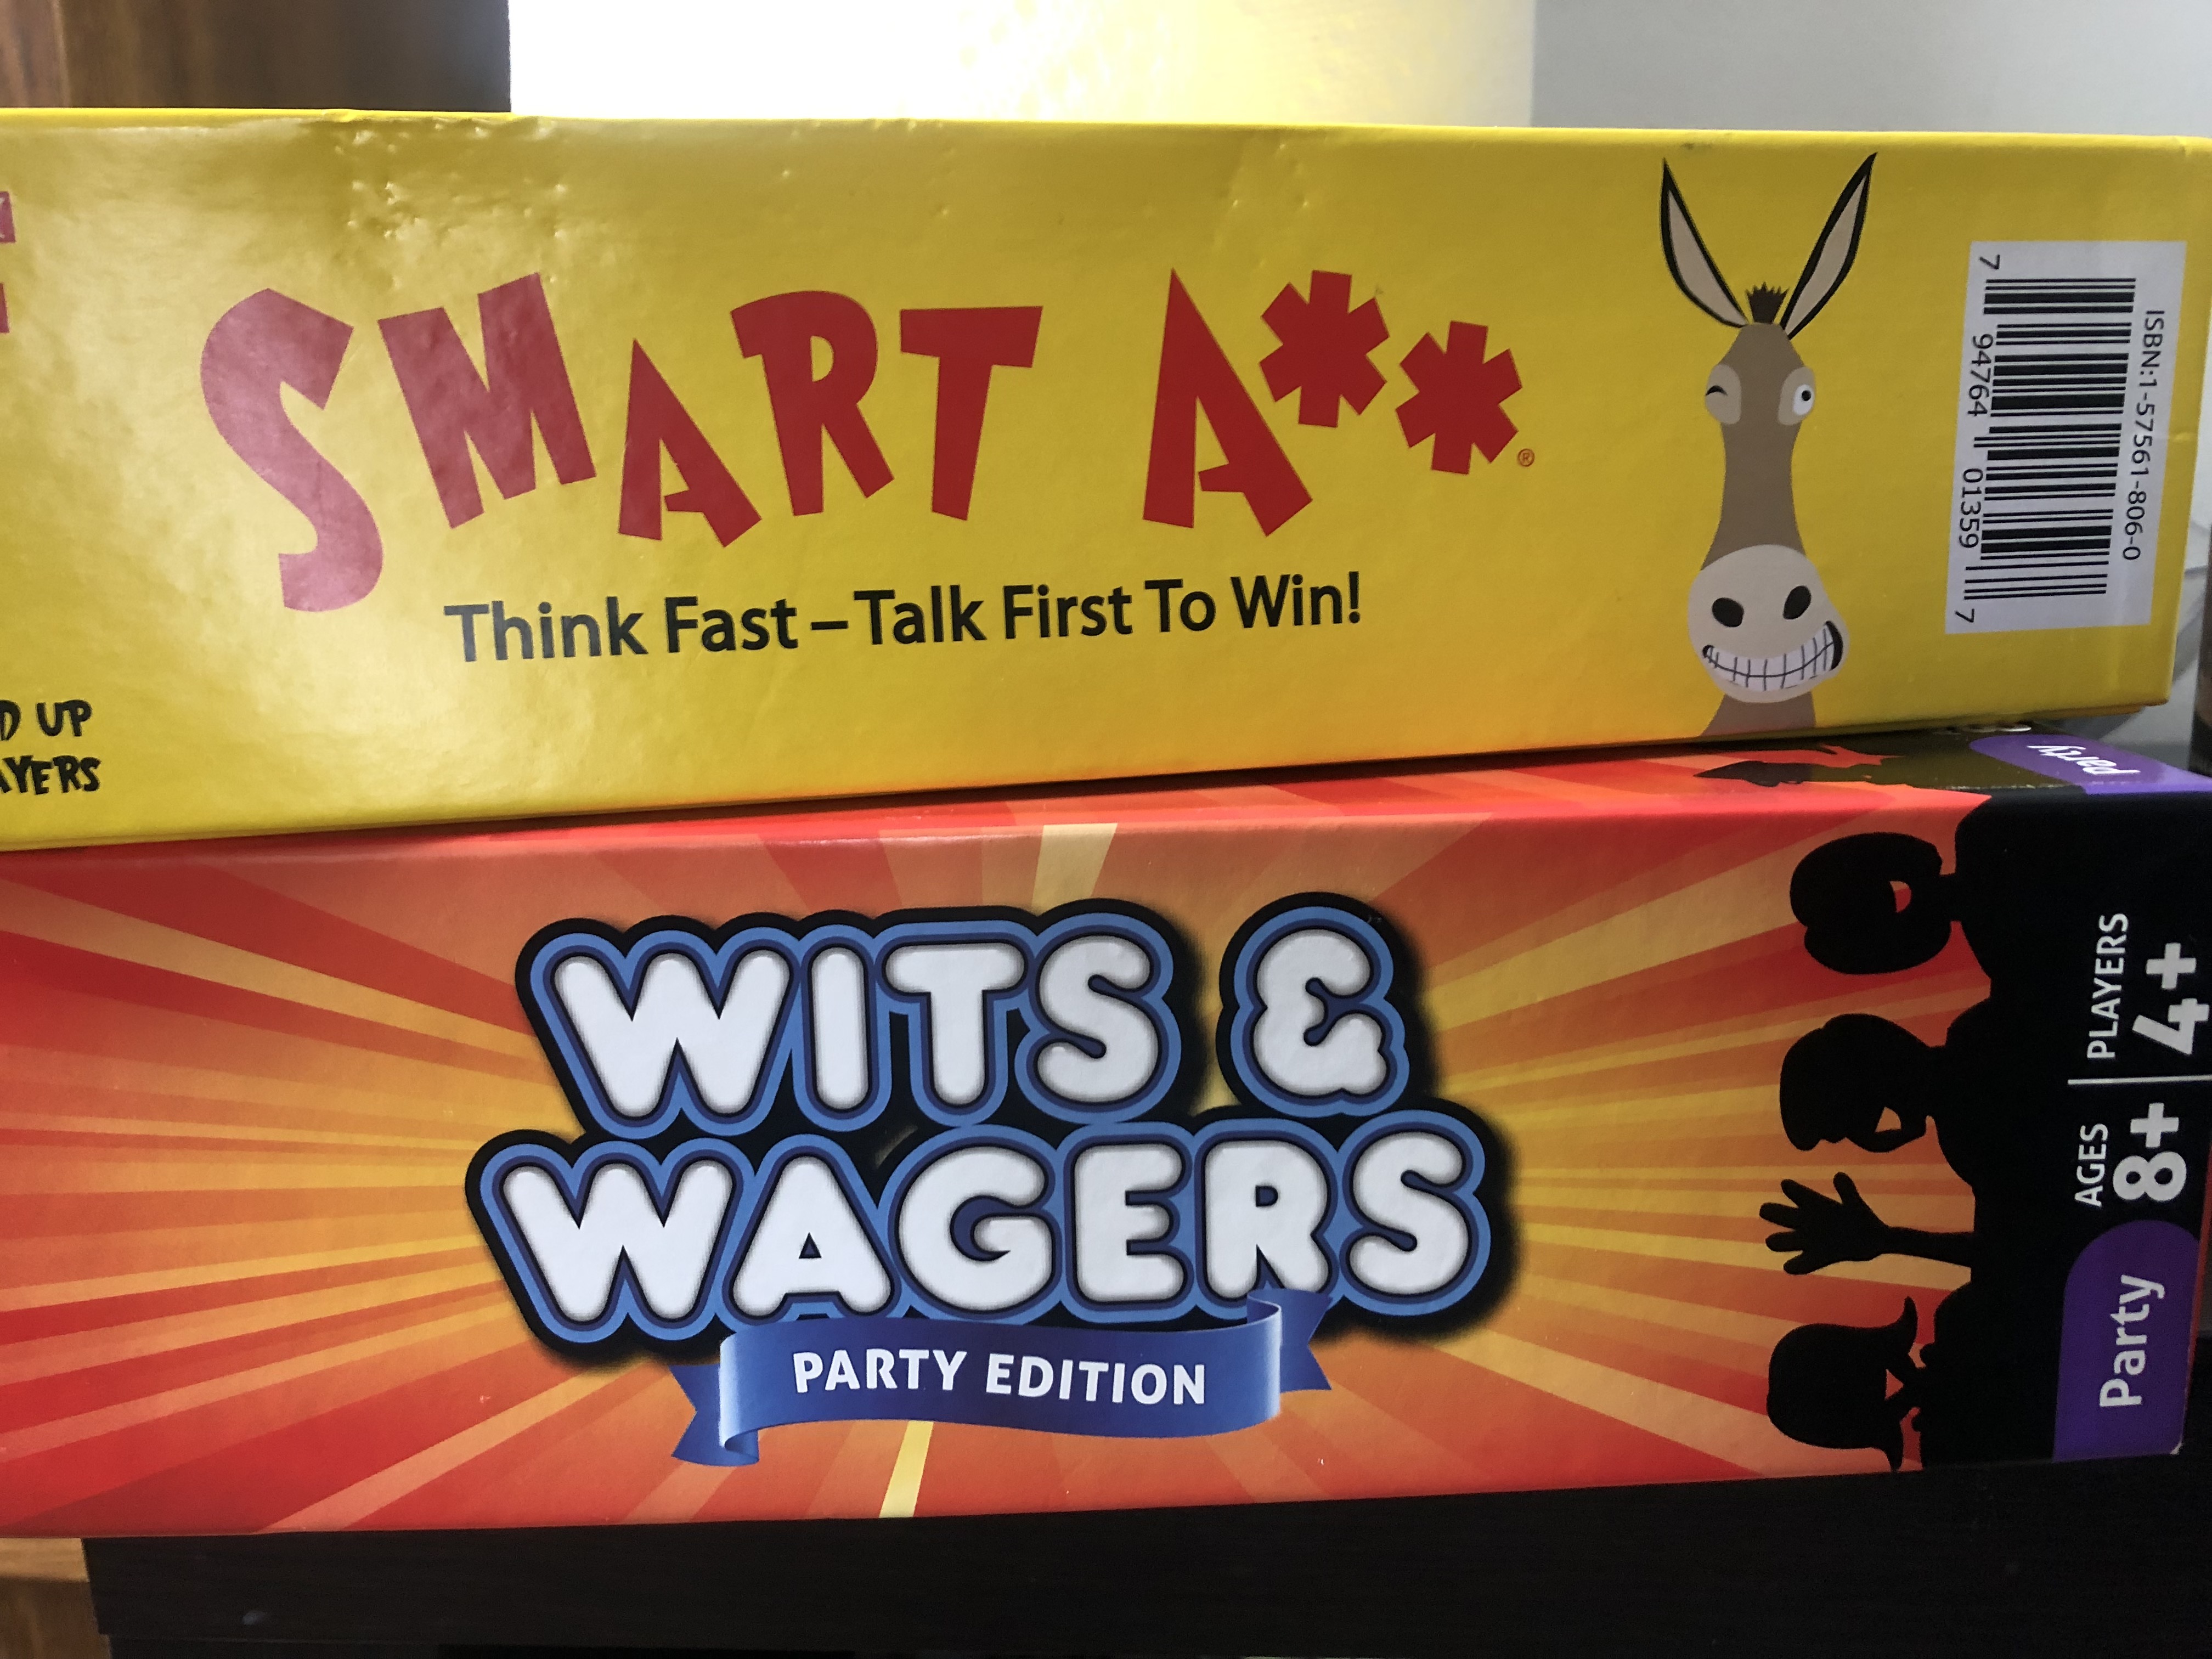 SMART A**®
Think Fast – Talk First To Win!
D UP
AYERS
ISBN:1-57561-806-0
7 94764 01359 7
Party
WITS &
WAGERS
PARTY EDITION
AGES 8+
PLAYERS 4+
Party